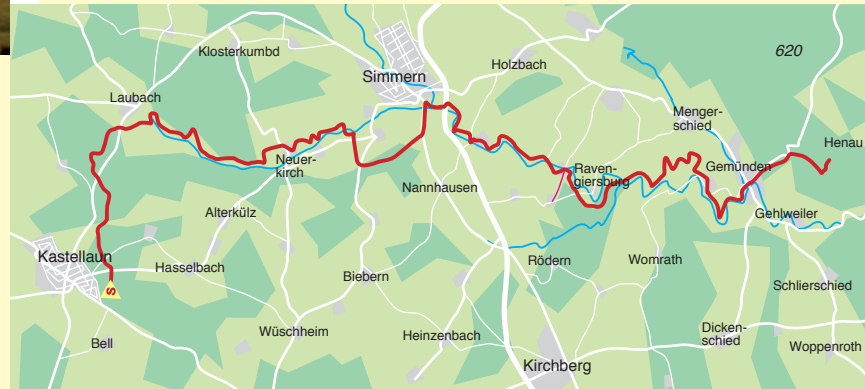 Klosterkumbd
620
Holzbach
Simmern
Laubach
Menger-
schied
Henau
Neuer-
kirch
Raven-
giersburg
Gemünden
Nannhausen
Alterkülz
Gehlweiler
Kastellaun
Hasselbach
Rödern
Womrath
Biebern
Schlierschied
S
Wüschheim
Heinzenbach
Dicken-
schied
Bell
Woppenroth
Kirchberg